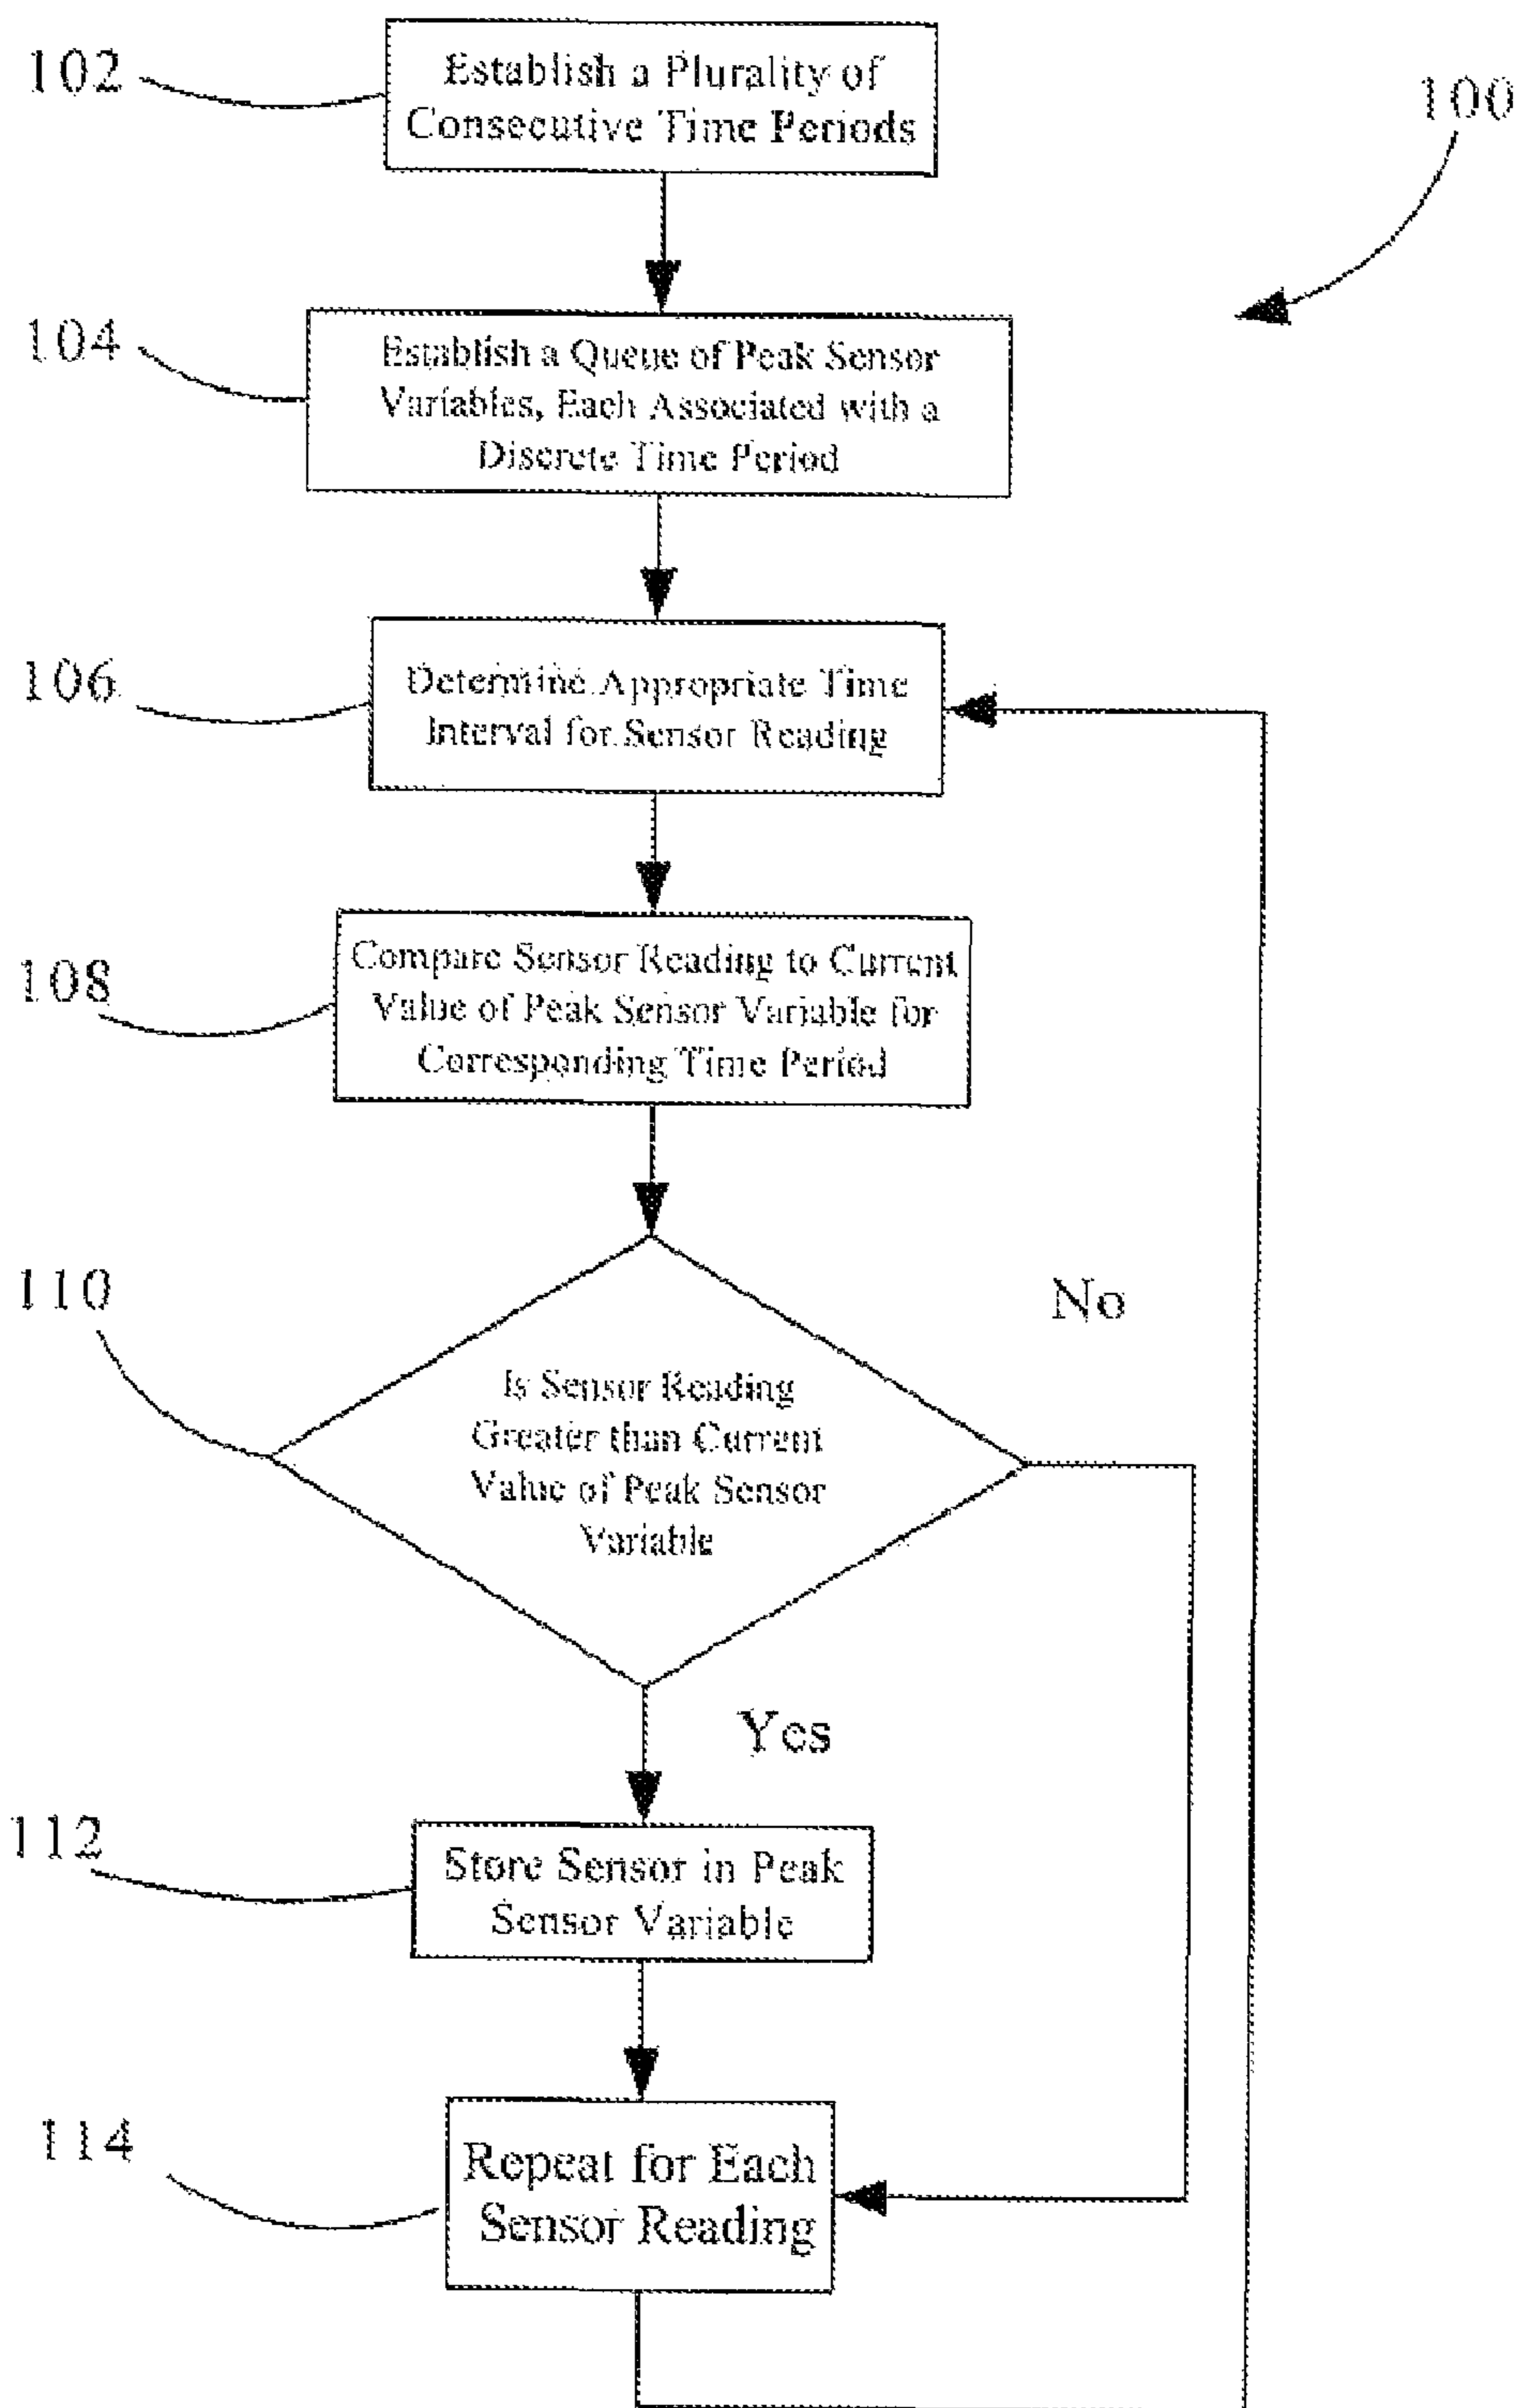 102
Establish a Plurality of
Consecutive Time Periods
100
104
Establish a Queue of Peak Sensor
Variables, Each Associated with a
Discrete Time Period
106
Determine Appropriate Time
Interval for Sensor Reading
108
Compare Sensor Reading to Current
Value of Peak Sensor Variable for
Corresponding Time Period
110
No
Is Sensor Reading
Greater than Current
Value of Peak Sensor
Variable
Yes
112
Store Sensor in Peak
Sensor Variable
114
Repeat for Each
Sensor Reading